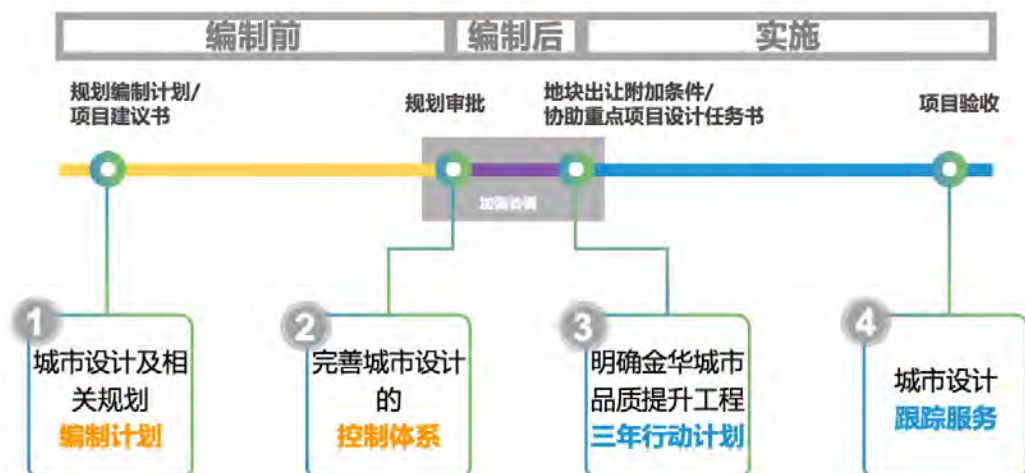 编制前
编制后
实施
规划编制计划/
项目建议书
规划审批
地块出让附加条件/
协助重点项目设计任务书
项目验收
加强协调
1
城市设计及相
关规划
编制计划
2
完善城市设计
的
控制体系
3
明确金华城市
品质提升工程
三年行动计划
4
城市设计
跟踪服务